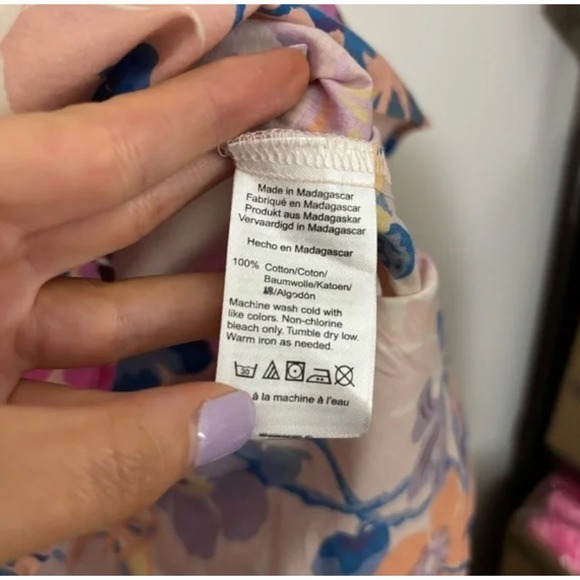 Made in Madagascar
Fabriqué en Madagascar
Produkt aus Madagaskar
Vervaardigd in Madagascar
Hecho en Madagascar
100% Cotton/Coton/
Baumwolle/Katoen/
綿/Algodón
Machine wash cold with
like colors. Non-chlorine
bleach only. Tumble dry low.
Warm iron as needed.
30
à la machine à l'eau